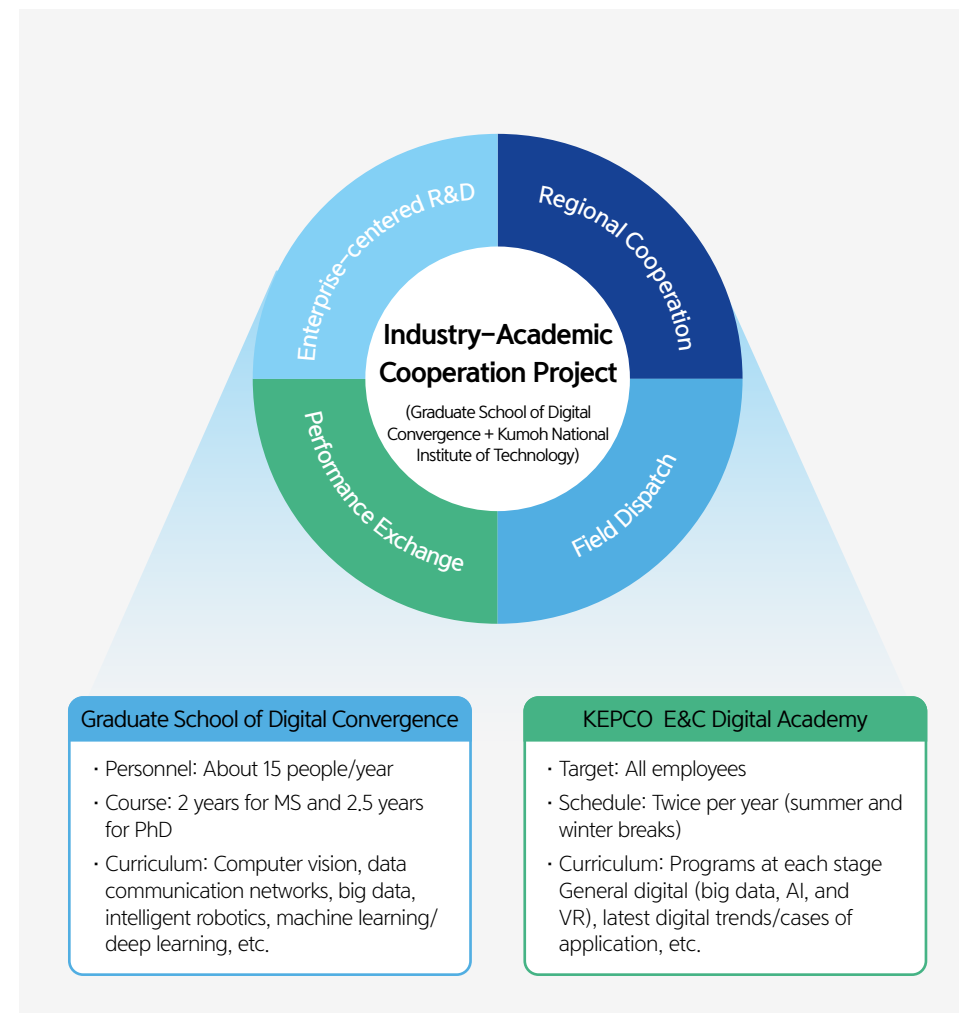 Enterprise-centered R&D
Regional Cooperation
Industry-Academic
Cooperation Project
(Graduate School of Digital
Convergence + Kumoh National
Institute of Technology)
Performance Exchange
Field Dispatch
Graduate School of Digital Convergence
· Personnel: About 15 people/year
· Course: 2 years for MS and 2.5 years
for PhD
· Curriculum: Computer vision, data
communication networks, big data,
intelligent robotics, machine learning/
deep learning, etc.
KEPCO E&C Digital Academy
· Target: All employees
· Schedule: Twice per year (summer and
winter breaks)
· Curriculum: Programs at each stage
General digital (big data, AI, and
VR), latest digital trends/cases of
application, etc.